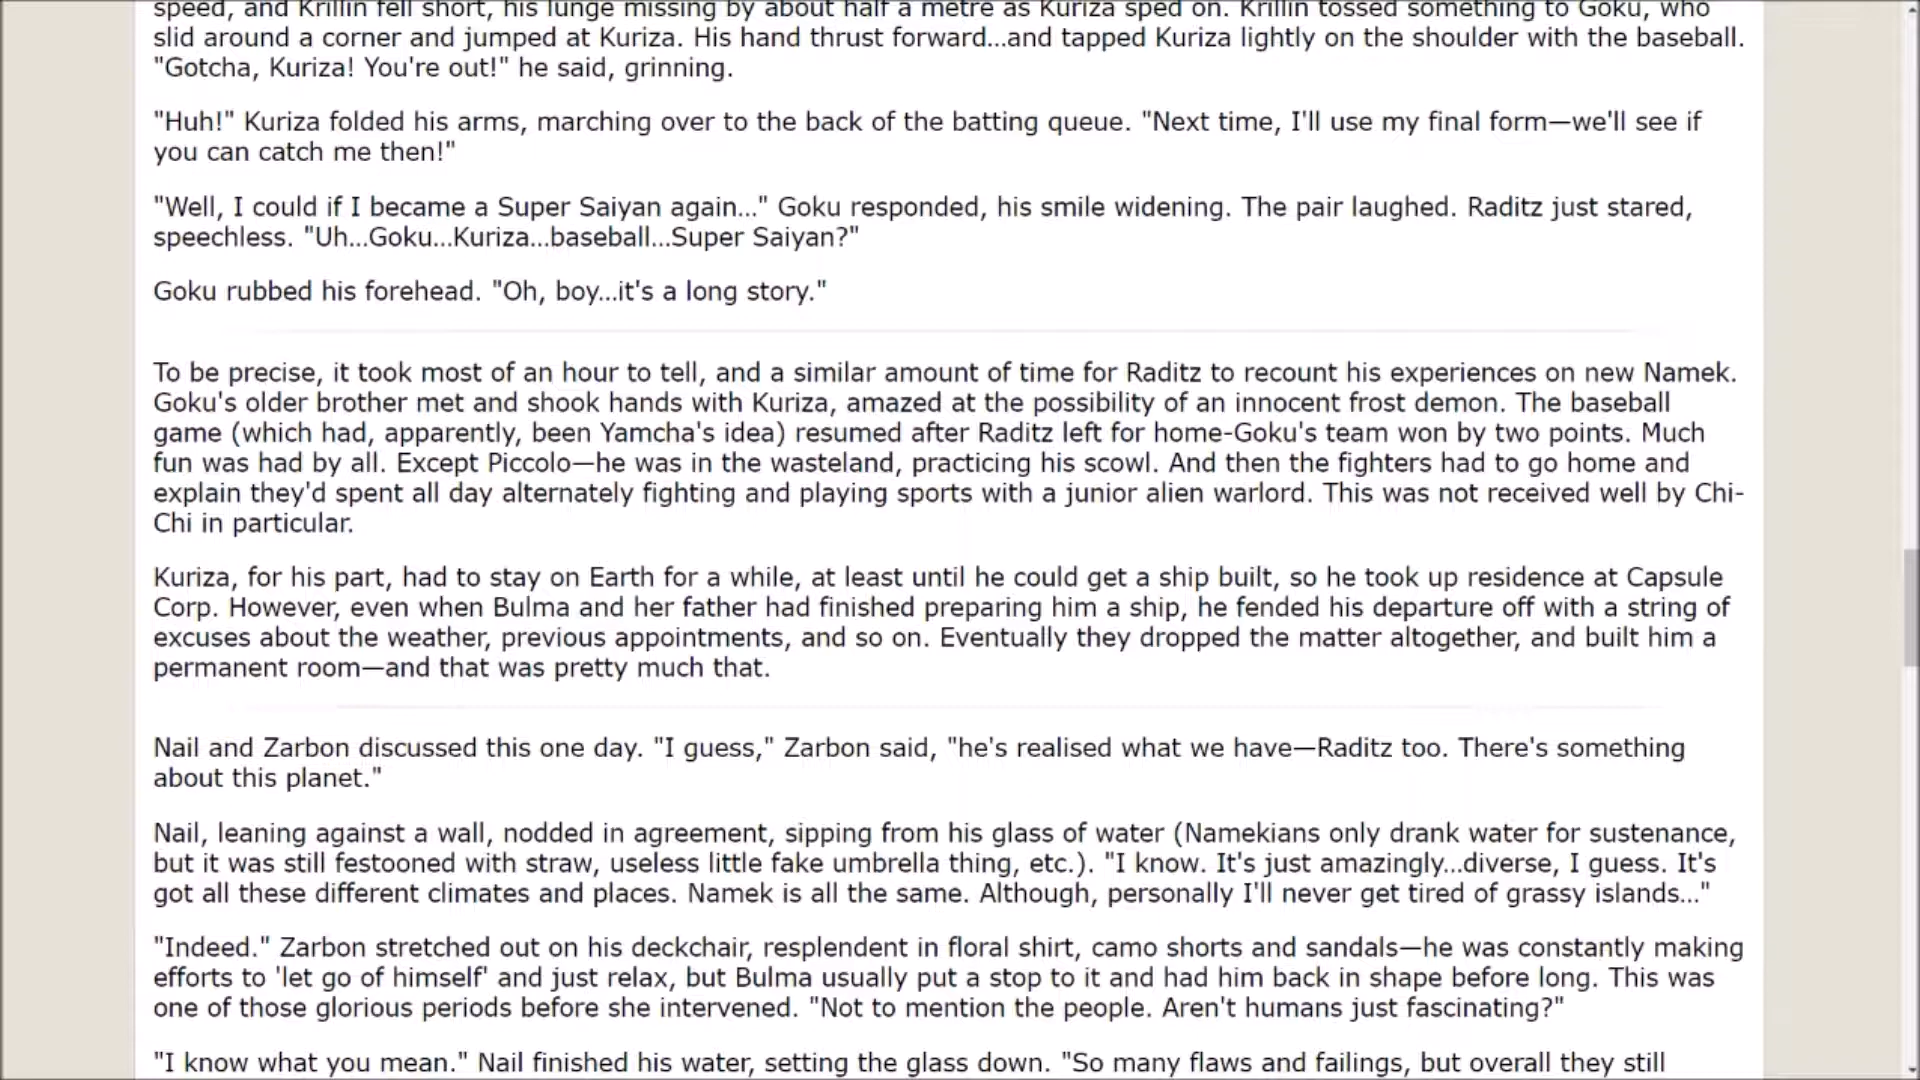 speed, and Krillin fell short, his lunge missing by about half a metre as Kuriza sped on. Krillin tossed something to Goku, who
slid around a corner and jumped at Kuriza. His hand thrust forward...and tapped Kuriza lightly on the shoulder with the baseball.
"Gotcha, Kuriza! You're out!" he said, grinning.
"Huh!" Kuriza folded his arms, marching over to the back of the batting queue. "Next time, I'll use my final form—we'll see if
you can catch me then!"
"Well, I could if I became a Super Saiyan again..." Goku responded, his smile widening. The pair laughed. Raditz just stared,
speechless. "Uh...Goku...Kuriza...baseball...Super Saiyan?"
Goku rubbed his forehead. "Oh, boy...it's a long story."
To be precise, it took most of an hour to tell, and a similar amount of time for Raditz to recount his experiences on new Namek.
Goku's older brother met and shook hands with Kuriza, amazed at the possibility of an innocent frost demon. The baseball
game (which had, apparently, been Yamcha's idea) resumed after Raditz left for home-Goku's team won by two points. Much
fun was had by all. Except Piccolo—he was in the wasteland, practicing his scowl. And then the fighters had to go home and
explain they'd spent all day alternately fighting and playing sports with a junior alien warlord. This was not received well by Chi-
Chi in particular.
Kuriza, for his part, had to stay on Earth for a while, at least until he could get a ship built, so he took up residence at Capsule
Corp. However, even when Bulma and her father had finished preparing him a ship, he fended his departure off with a string of
excuses about the weather, previous appointments, and so on. Eventually they dropped the matter altogether, and built him a
permanent room—and that was pretty much that.
Nail and Zarbon discussed this one day. "I guess," Zarbon said, "he's realised what we have—Raditz too. There's something
about this planet."
Nail, leaning against a wall, nodded in agreement, sipping from his glass of water (Namekians only drank water for sustenance,
but it was still festooned with straw, useless little fake umbrella thing, etc.). "I know. It's just amazingly...diverse, I guess. It's
got all these different climates and places. Namek is all the same. Although, personally I'll never get tired of grassy islands..."
"Indeed." Zarbon stretched out on his deckchair, resplendent in floral shirt, camo shorts and sandals—he was constantly making
efforts to 'let go of himself' and just relax, but Bulma usually put a stop to it and had him back in shape before long. This was
one of those glorious periods before she intervened. "Not to mention the people. Aren't humans just fascinating?"
"I know what you mean." Nail finished his water, setting the glass down. "So many flaws and failings, but overall they still